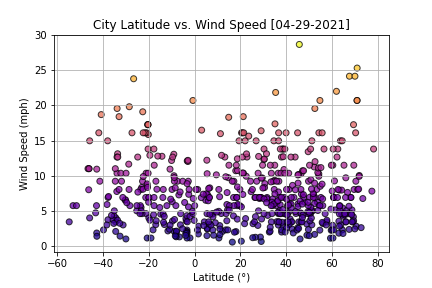 City Latitude vs. Wind Speed [04-29-2021]
30
25
20
15
10
5
0
Wind Speed (mph)
−60 −40 −20 0 20 40 60 80
Latitude (°)